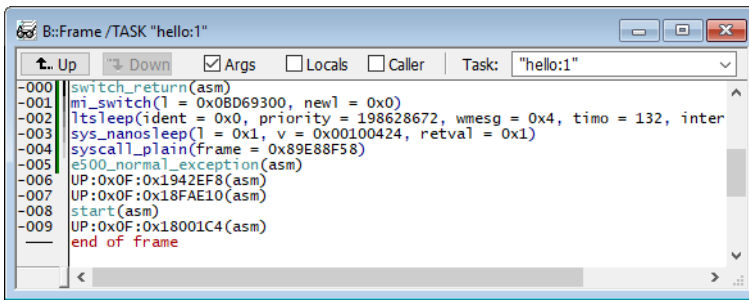 B::Frame /TASK "hello:1"
Up Down Args Locals Caller Task: "hello:1"
-000 switch_return(asm)
-001 mi_switch(l = 0x0BD69300, newl = 0x0)
-002 ltsleep(ident = 0x0, priority = 198628672, wmesg = 0x4, timo = 132, inter
-003 sys_nanosleep(l = 0x1, v = 0x00100424, retval = 0x1)
-004 syscall_plain(frame = 0x89E88F58)
-005 e500_normal_exception(asm)
-006 UP:0x0F:0x1942EF8(asm)
-007 UP:0x0F:0x18FAE10(asm)
-008 start(asm)
-009 UP:0x0F:0x18001C4(asm)
end of frame